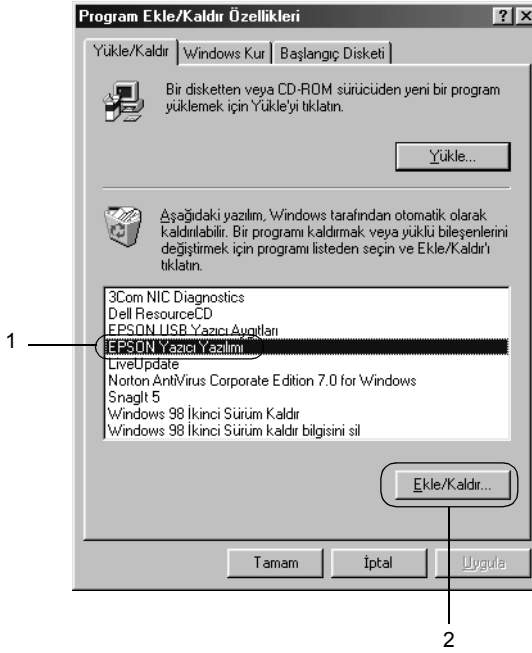 Program Ekle/Kaldır Özellikleri
Yükle/Kaldır Windows Kur Başlangıç Disketi
Bir disketten veya CD-ROM sürücüden yeni bir program
yüklemek için Yükle'yi tıklatın.
Yükle...
Aşağıdaki yazılım, Windows tarafından otomatik olarak
kaldırılabilir. Bir programı kaldırmak veya yüklü bileşenlerini
değiştirmek için programı listeden seçin ve Ekle/Kaldır'ı
tıklatın.
3Com NIC Diagnostics
Dell ResourceCD
EPSON USB Yazıcı Aygıtları
1 EPSON Yazıcı Yazılımı
LiveUpdate
Norton AntiVirus Corporate Edition 7.0 for Windows
SnagIt 5
Windows 98 İkinci Sürüm Kaldır
Windows 98 İkinci Sürüm kaldır bilgisini sil
Ekle/Kaldır...
Tamam İptal Uygula
2